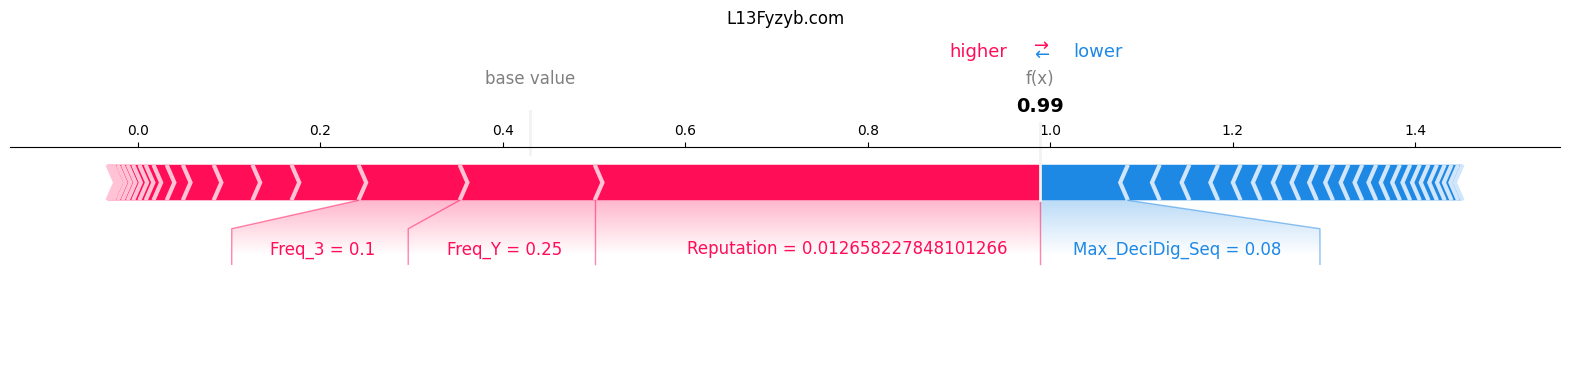 L13Fyzyb.com
higher → ← lower
base value f(x)
0.99
0.0 0.2 0.4 0.6 0.8 1.0 1.2 1.4
Freq_3 = 0.1 Freq_Y = 0.25 Reputation = 0.012658227848101266 Max_DeciDig_Seq = 0.08